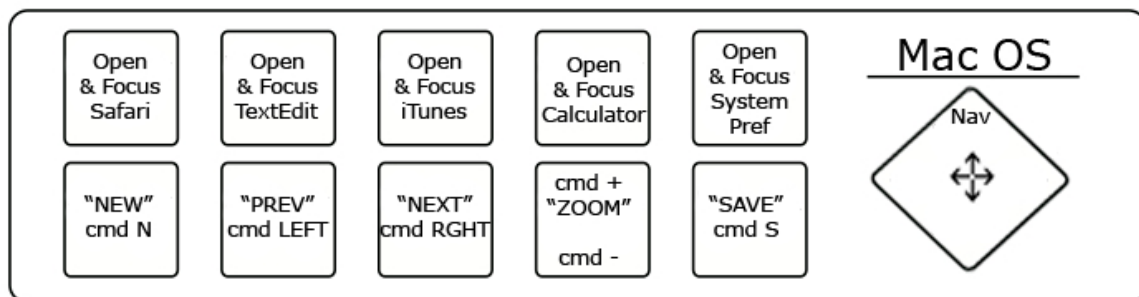 Open
& Focus
Safari
Open
& Focus
TextEdit
Open
& Focus
iTunes
Open
& Focus
Calculator
Open
& Focus
System
Pref
Mac OS
Nav
“NEW”
cmd N
“PREV”
cmd LEFT
“NEXT”
cmd RGHT
cmd +
“ZOOM”
cmd -
“SAVE”
cmd S